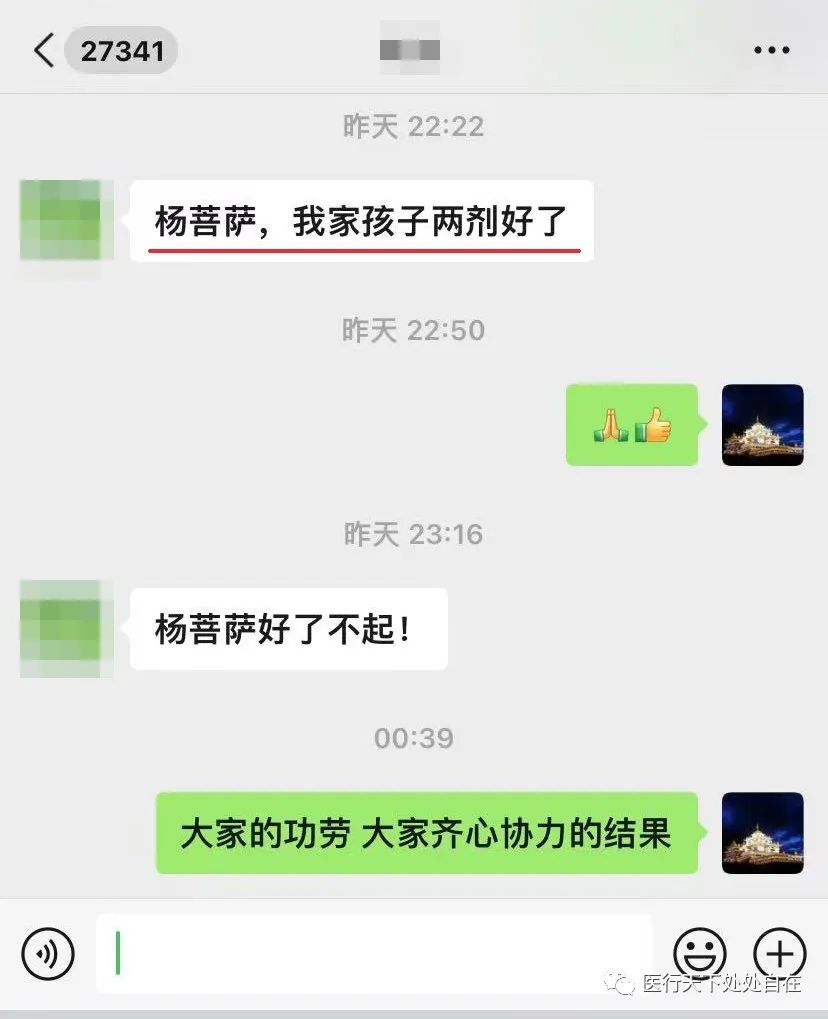 27341
昨天 22:22
杨菩萨，我家孩子两剂好了
昨天 22:50
🙏👍
昨天 23:16
杨菩萨好了不起！
00:39
大家的功劳 大家齐心协力的结果
医行天下处处自在